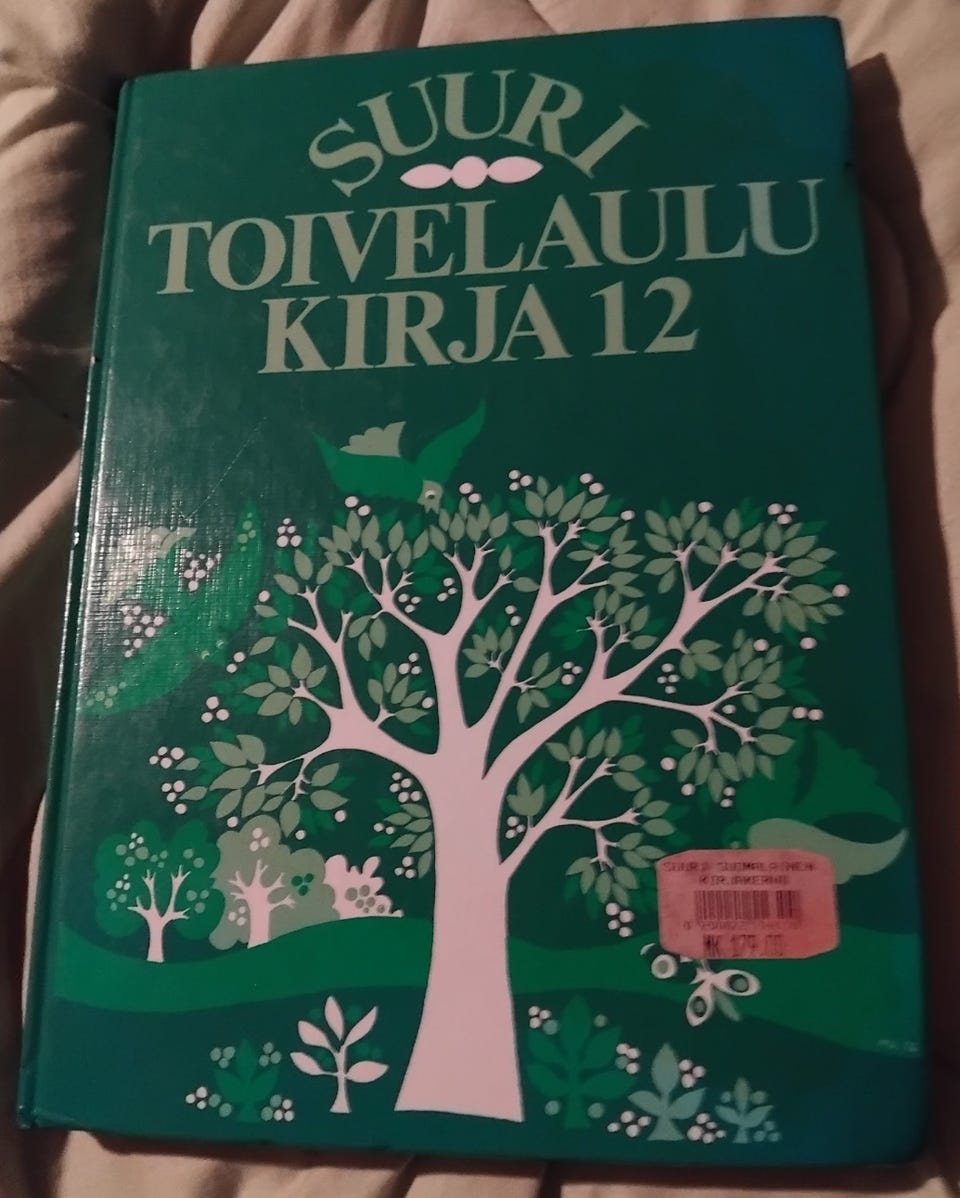 SUURI
TOIVELAULU
KIRJA 12
SUURI SUOMALAINEN
KIRJAKERHO
MK 179.00